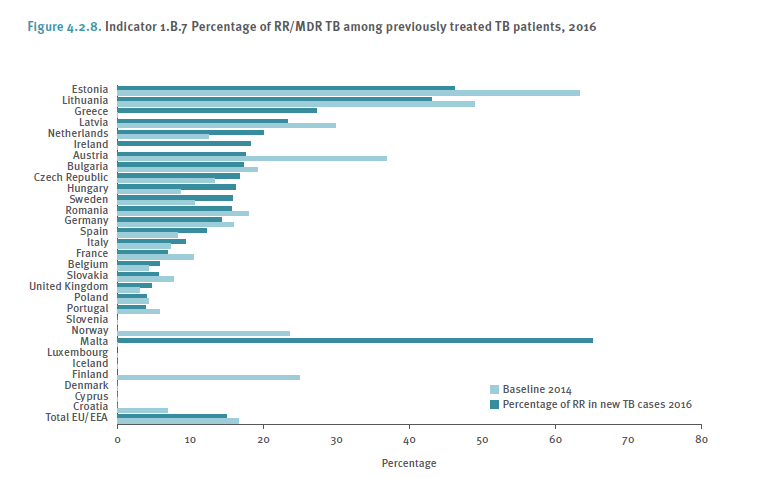 Figure 4.2.8. Indicator 1.B.7 Percentage of RR/MDR TB among previously treated TB patients, 2016
Estonia
Lithuania
Greece
Latvia
Netherlands
Ireland
Austria
Bulgaria
Czech Republic
Hungary
Sweden
Romania
Germany
Spain
Italy
France
Belgium
Slovakia
United Kingdom
Poland
Portugal
Slovenia
Norway
Malta
Luxembourg
Iceland
Finland
Denmark
Cyprus
Croatia
Total EU/EEA
Baseline 2014
Percentage of RR in new TB cases 2016
0 10 20 30 40 50 60 70 80
Percentage